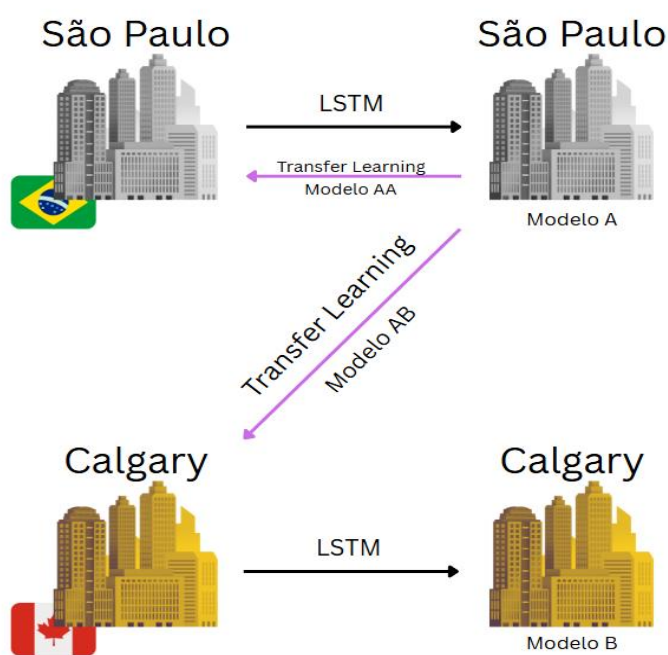 São Paulo
São Paulo
LSTM
Transfer Learning
Modelo AA
Modelo A
Transfer Learning
Modelo AB
Calgary
Calgary
LSTM
Modelo B